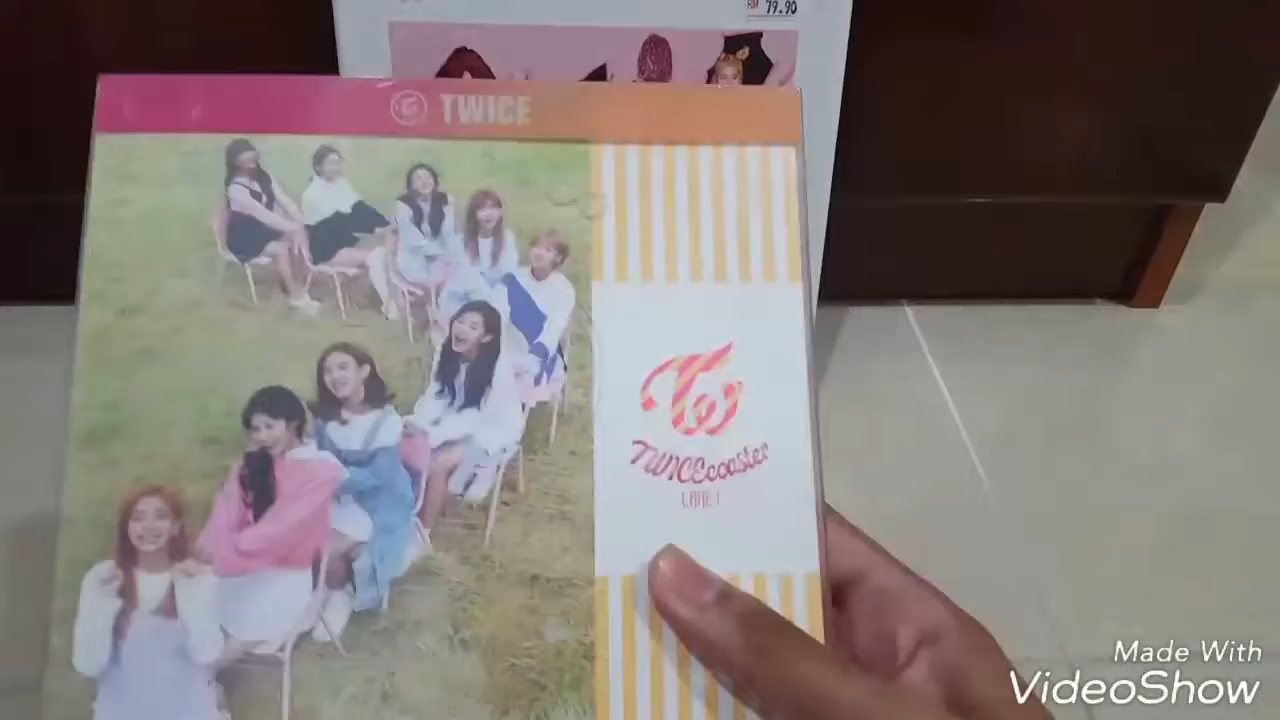 RM 79.90
TWICE
TWICEcoaster
LANE 1
Made With
VideoShow